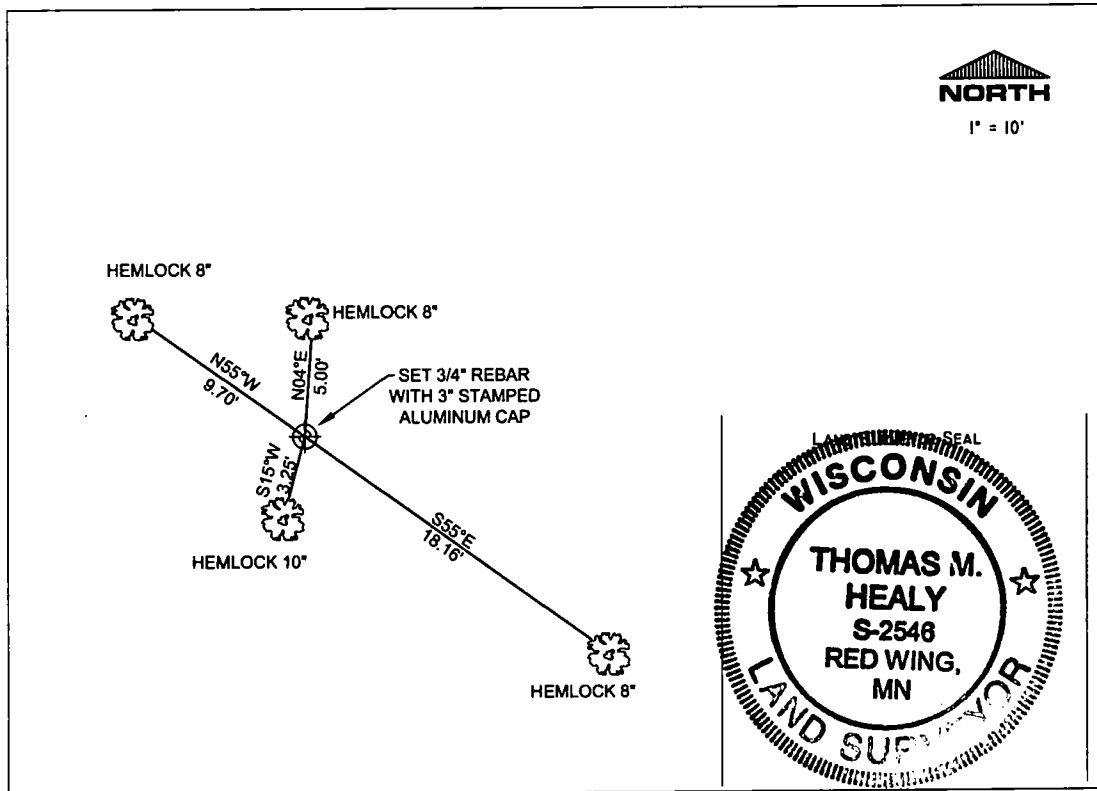 NORTH
1" = 10'
HEMLOCK 8"
HEMLOCK 8"
N55°W
9.70'
N04°E
5.00'
SET 3/4" REBAR
WITH 3" STAMPED
ALUMINUM CAP
S15°W
3.25'
HEMLOCK 10"
S55°E
18.16'
HEMLOCK 8"
SEAL
WISCONSIN
THOMAS M.
HEALY
S-2546
RED WING,
MN
LAND SURVEYOR